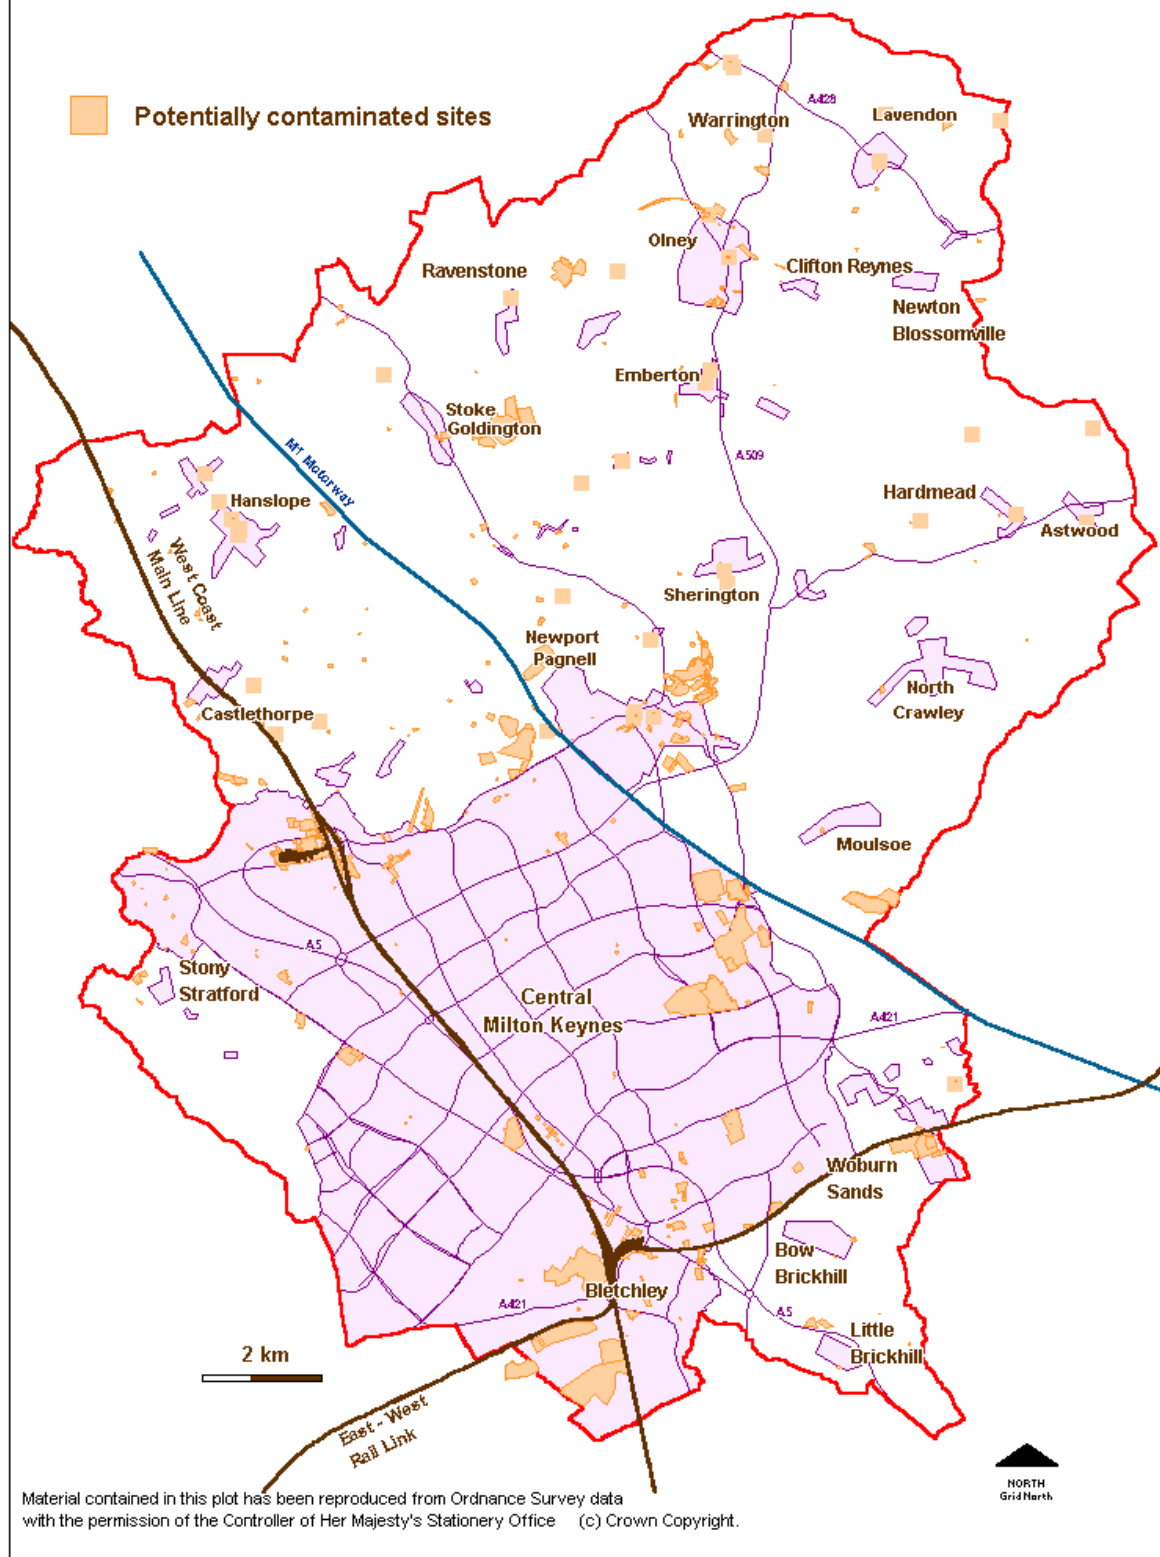 Potentially contaminated sites
A428
Lavendon
Warrington
Olney
Clifton Reynes
Ravenstone
Newton
Blossomville
Emberton
Stoke
Goldington
M1 Motorway
A509
Hardmead
Hanslope
Astwood
West Coast
Main Line
Sherington
Newport
Pagnell
North
Crawley
Castlethorpe
Moulsoe
A5
Stony
Stratford
Central
Milton Keynes
A421
Woburn
Sands
Bow
Brickhill
Bletchley
A421
A5
Little
Brickhill
2 km
East - West
Rail Link
NORTH
Grid North
Material contained in this plot has been reproduced from Ordnance Survey data
with the permission of the Controller of Her Majesty's Stationery Office (c) Crown Copyright.